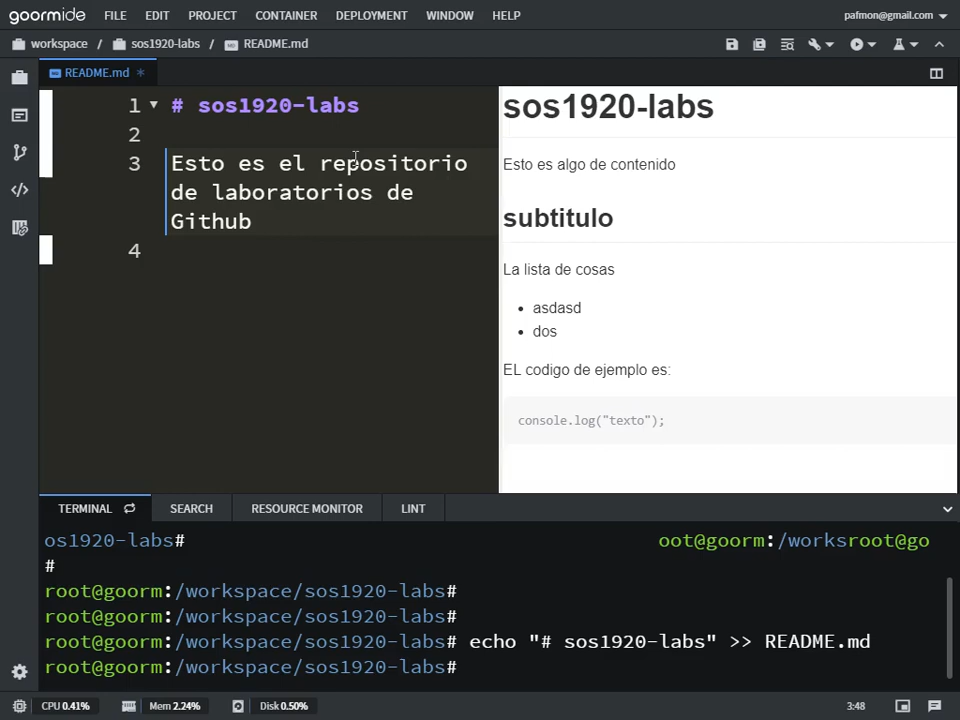 goormide FILE EDIT PROJECT CONTAINER DEPLOYMENT WINDOW HELP pafmon@gmail.com
workspace / sos1920-labs / README.md
README.md *
1 # sos1920-labs
2
3 Esto es el repositorio
de laboratorios de
Github
4
sos1920-labs
Esto es algo de contenido
subtitulo
La lista de cosas
• asdasd
• dos
EL codigo de ejemplo es:
console.log("texto");
TERMINAL SEARCH RESOURCE MONITOR LINT
os1920-labs# oot@goorm:/worksroot@go
#
root@goorm:/workspace/sos1920-labs#
root@goorm:/workspace/sos1920-labs#
root@goorm:/workspace/sos1920-labs# echo "# sos1920-labs" >> README.md
root@goorm:/workspace/sos1920-labs#
CPU 0.41% Mem 2.24% Disk 0.50% 3:48